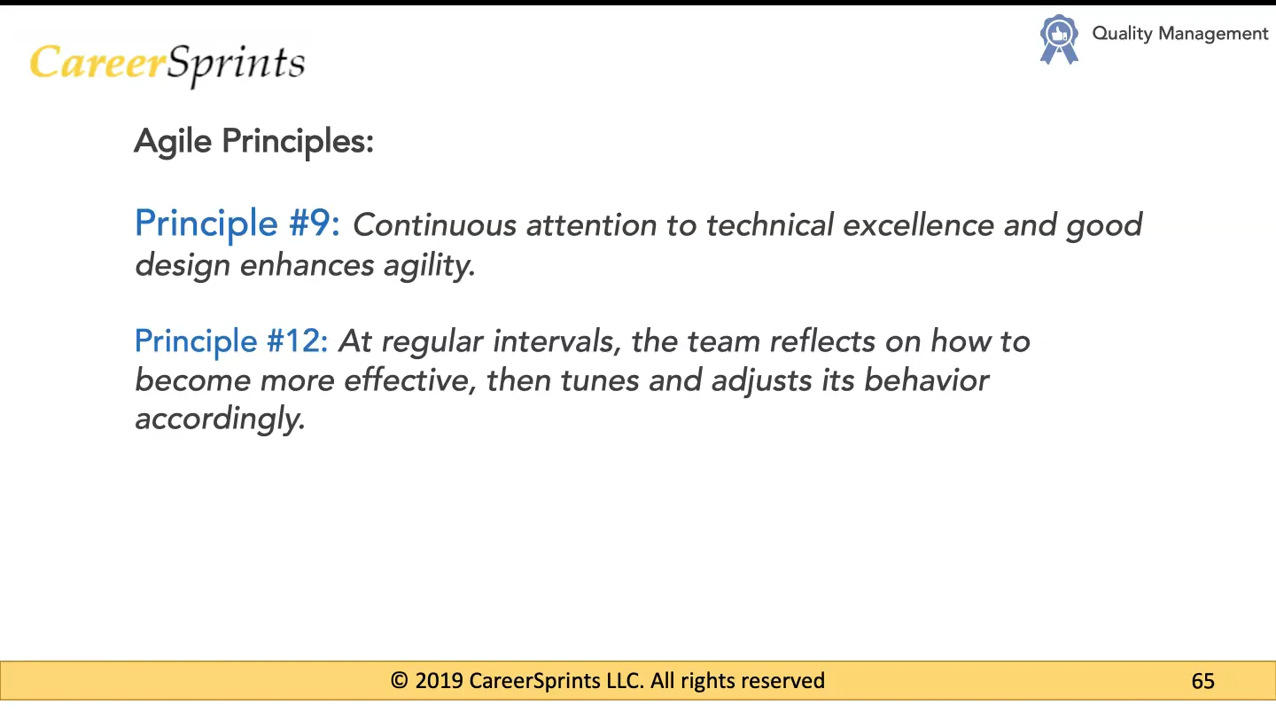 CareerSprints
Quality Management
Agile Principles:
Principle #9: Continuous attention to technical excellence and good
design enhances agility.
Principle #12: At regular intervals, the team reflects on how to
become more effective, then tunes and adjusts its behavior
accordingly.
© 2019 CareerSprints LLC. All rights reserved
65